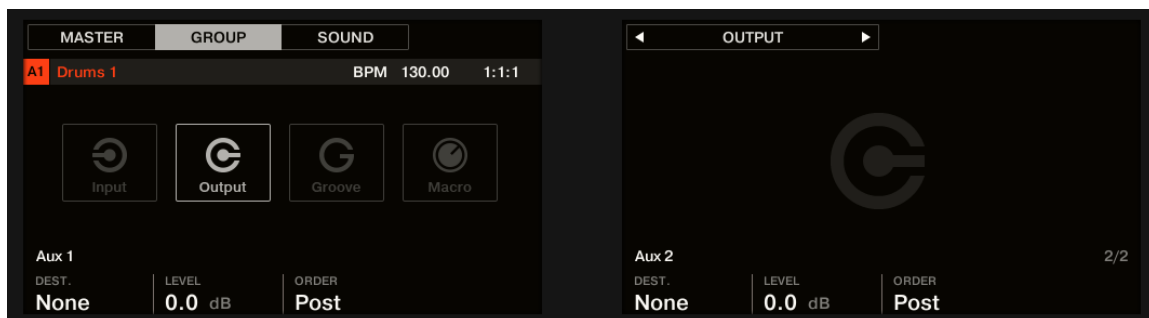 MASTER GROUP SOUND
A1 Drums 1 BPM 130.00 1:1:1
Input Output Groove Macro
Aux 1
DEST. LEVEL ORDER
None 0.0 dB Post
OUTPUT
Aux 2 2/2
DEST. LEVEL ORDER
None 0.0 dB Post